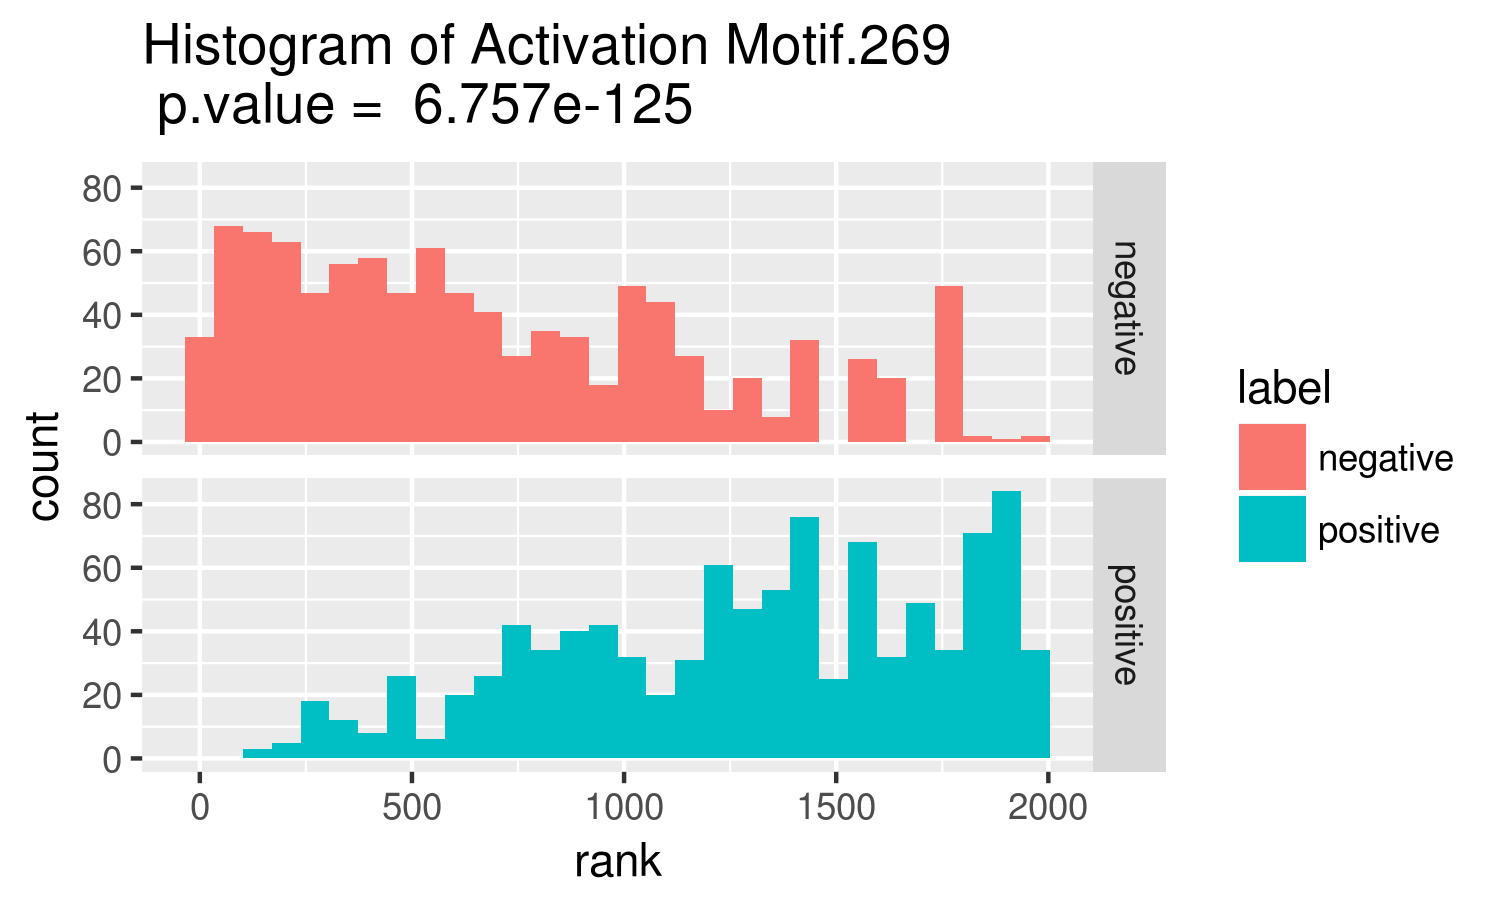 Histogram of Activation Motif.269
p.value =  6.757e-125
count
80
60
40
20
0
negative
80
60
40
20
0
positive
0
500
1000
1500
2000
rank
label
negative
positive